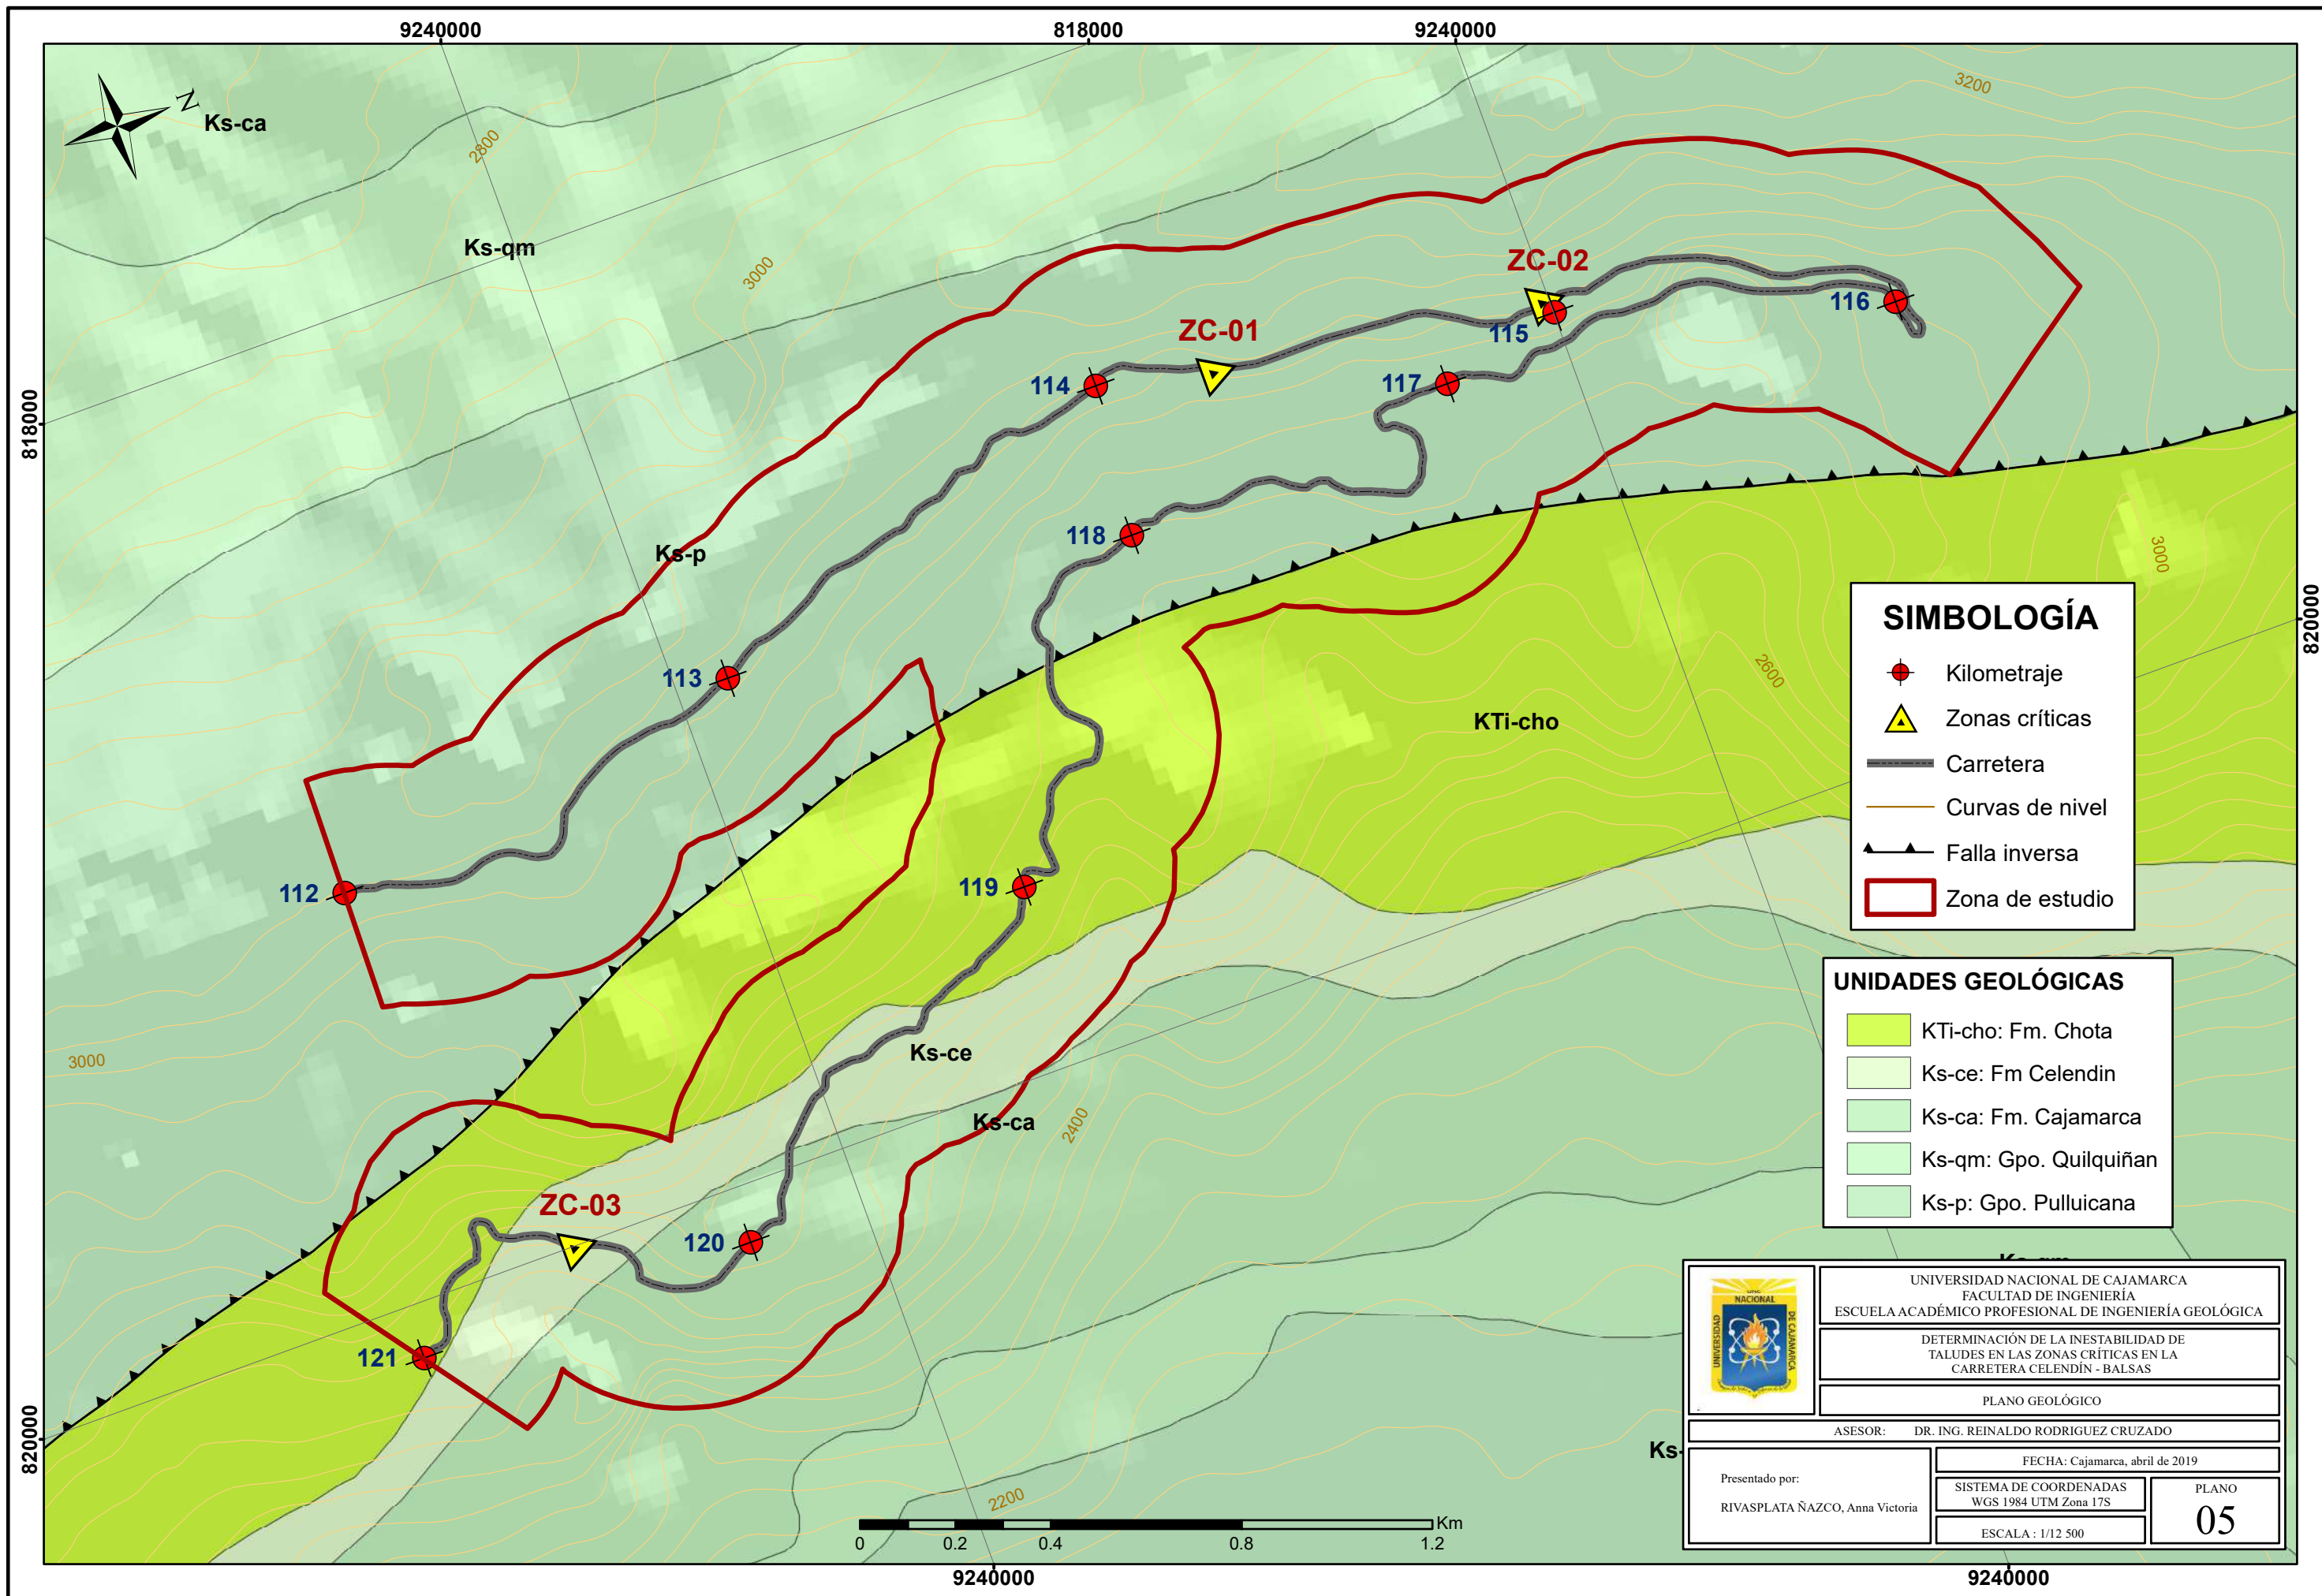 9240000
818000
9240000
N
Ks-ca
2800
3200
Ks-qm
3000
ZC-02
116
115
ZC-01
114
117
818000
118
Ks-p
3000
820000
113
2600
KTi-cho
112
119
3000
Ks-ce
Ks-ca
2400
ZC-03
120
121
820000
2200
Ks-
SIMBOLOGÍA
Kilometraje
Zonas críticas
Carretera
Curvas de nivel
Falla inversa
Zona de estudio
UNIDADES GEOLÓGICAS
KTi-cho: Fm. Chota
Ks-ce: Fm Celendin
Ks-ca: Fm. Cajamarca
Ks-qm: Gpo. Quilquiñan
Ks-p: Gpo. Pulluicana
NACIONAL
UNIVERSIDAD
DE CAJAMARCA
UNIVERSIDAD NACIONAL DE CAJAMARCA
FACULTAD DE INGENIERÍA
ESCUELA ACADÉMICO PROFESIONAL DE INGENIERÍA GEOLÓGICA
DETERMINACIÓN DE LA INESTABILIDAD DE
TALUDES EN LAS ZONAS CRÍTICAS EN LA
CARRETERA CELENDÍN - BALSAS
PLANO GEOLÓGICO
ASESOR: DR. ING. REINALDO RODRIGUEZ CRUZADO
Presentado por:
RIVASPLATA ÑAZCO, Anna Victoria
FECHA: Cajamarca, abril de 2019
SISTEMA DE COORDENADAS
WGS 1984 UTM Zona 17S
ESCALA : 1/12 500
PLANO
05
Km
0 0.2 0.4 0.8 1.2
9240000
9240000